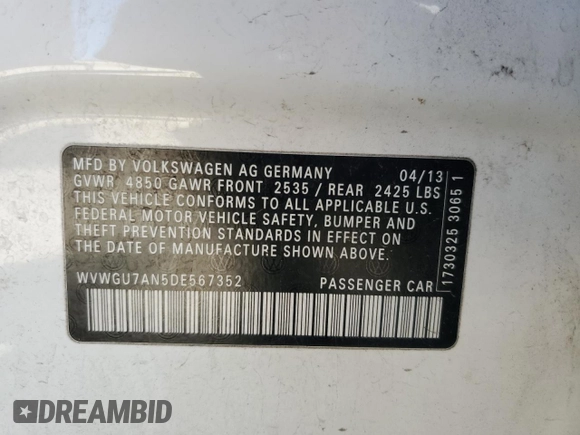 MFD BY VOLKSWAGEN AG GERMANY 04/13
GVWR 4850 GAWR FRONT 2535 / REAR 2425 LBS
THIS VEHICLE CONFORMS TO ALL APPLICABLE U.S.
FEDERAL MOTOR VEHICLE SAFETY, BUMPER AND
THEFT PREVENTION STANDARDS IN EFFECT ON
THE DATE OF MANUFACTURE SHOWN ABOVE.
WVWGU7AN5DE567352 PASSENGER CAR
1730325 3065 1
DREAMBID